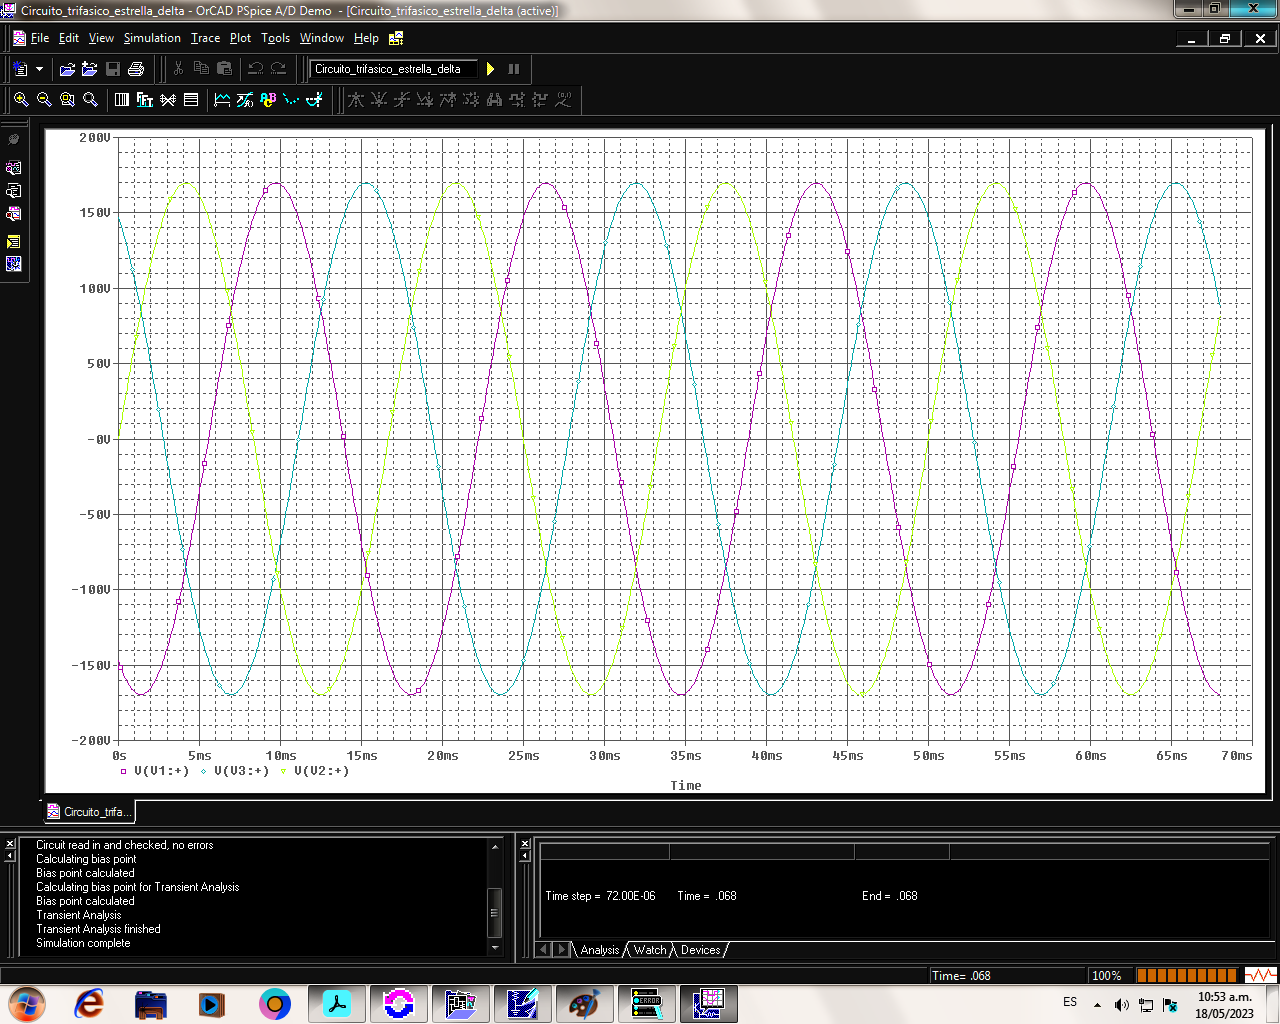 Circuito_trifasico_estrella_delta - OrCAD PSpice A/D Demo - [Circuito_trifasico_estrella_delta (active)]
File Edit View Simulation Trace Plot Tools Window Help
Circuito_trifasico_estrella_delta
FFT
200V
150V
100V
50V
-0V
-50V
-100V
-150V
-200V
0s 5ms 10ms 15ms 20ms 25ms 30ms 35ms 40ms 45ms 50ms 55ms 60ms 65ms 70ms
V(V1:+) V(V3:+) V(V2:+)
Time
Circuito_trifa...
Circuit read in and checked, no errors
Calculating bias point
Bias point calculated
Calculating bias point for Transient Analysis
Bias point calculated
Transient Analysis
Transient Analysis finished
Simulation complete
Time step = 72.00E-06 Time = .068 End = .068
Analysis Watch Devices
Time= .068 100%
ERROR
ES
10:53 a.m.
18/05/2023